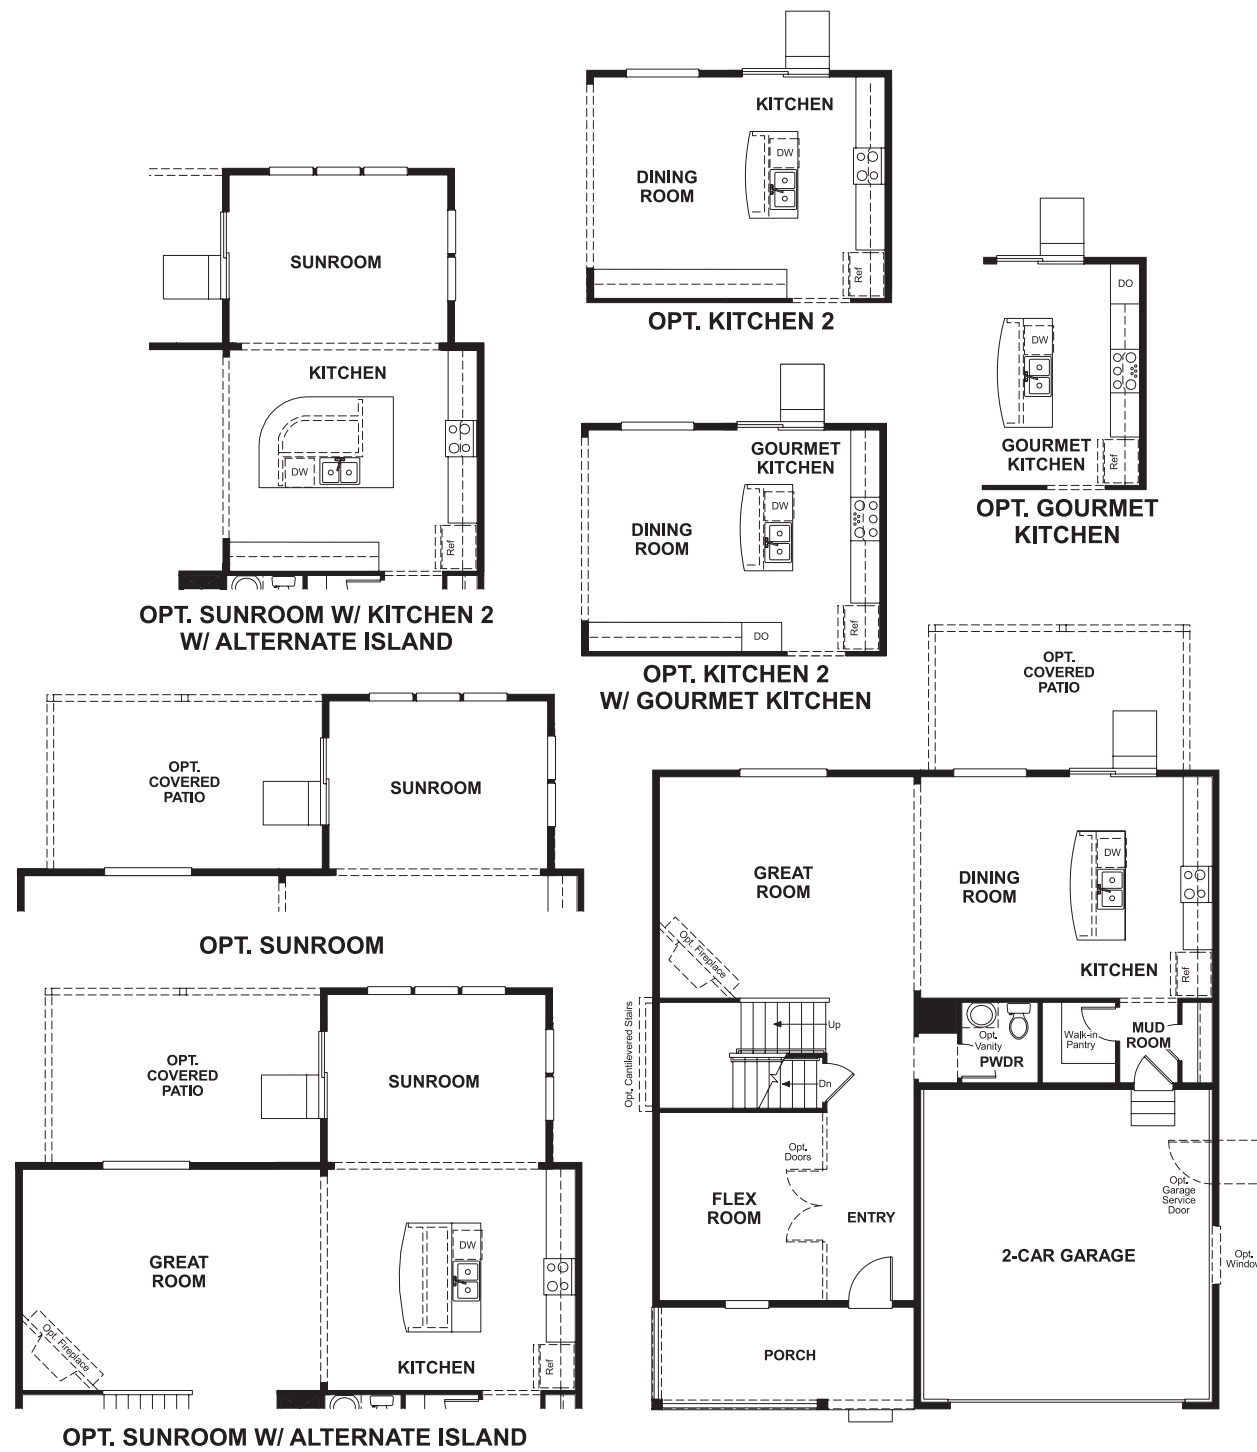 KITCHEN
DW
DINING
ROOM
Ref
OPT. KITCHEN 2
SUNROOM
KITCHEN
DW
Ref
OPT. SUNROOM W/ KITCHEN 2
W/ ALTERNATE ISLAND
GOURMET
KITCHEN
DW
DINING
ROOM
Ref
DO
OPT. KITCHEN 2
W/ GOURMET KITCHEN
DO
DW
GOURMET
KITCHEN
Ref
OPT. GOURMET
KITCHEN
OPT.
COVERED
PATIO
SUNROOM
OPT. SUNROOM
OPT.
COVERED
PATIO
SUNROOM
GREAT
ROOM
DW
Opt. Fireplace
KITCHEN
Ref
OPT. SUNROOM W/ ALTERNATE ISLAND
OPT.
COVERED
PATIO
GREAT
ROOM
DINING
ROOM
DW
Opt. Fireplace
KITCHEN
Ref
Opt. Cantilevered Stairs
Up
Dn
Opt.
Vanity
PWDR
Walk-in
Pantry
MUD
ROOM
Opt.
Doors
FLEX
ROOM
ENTRY
Opt.
Garage
Service
Door
2-CAR GARAGE
Opt.
Window
PORCH